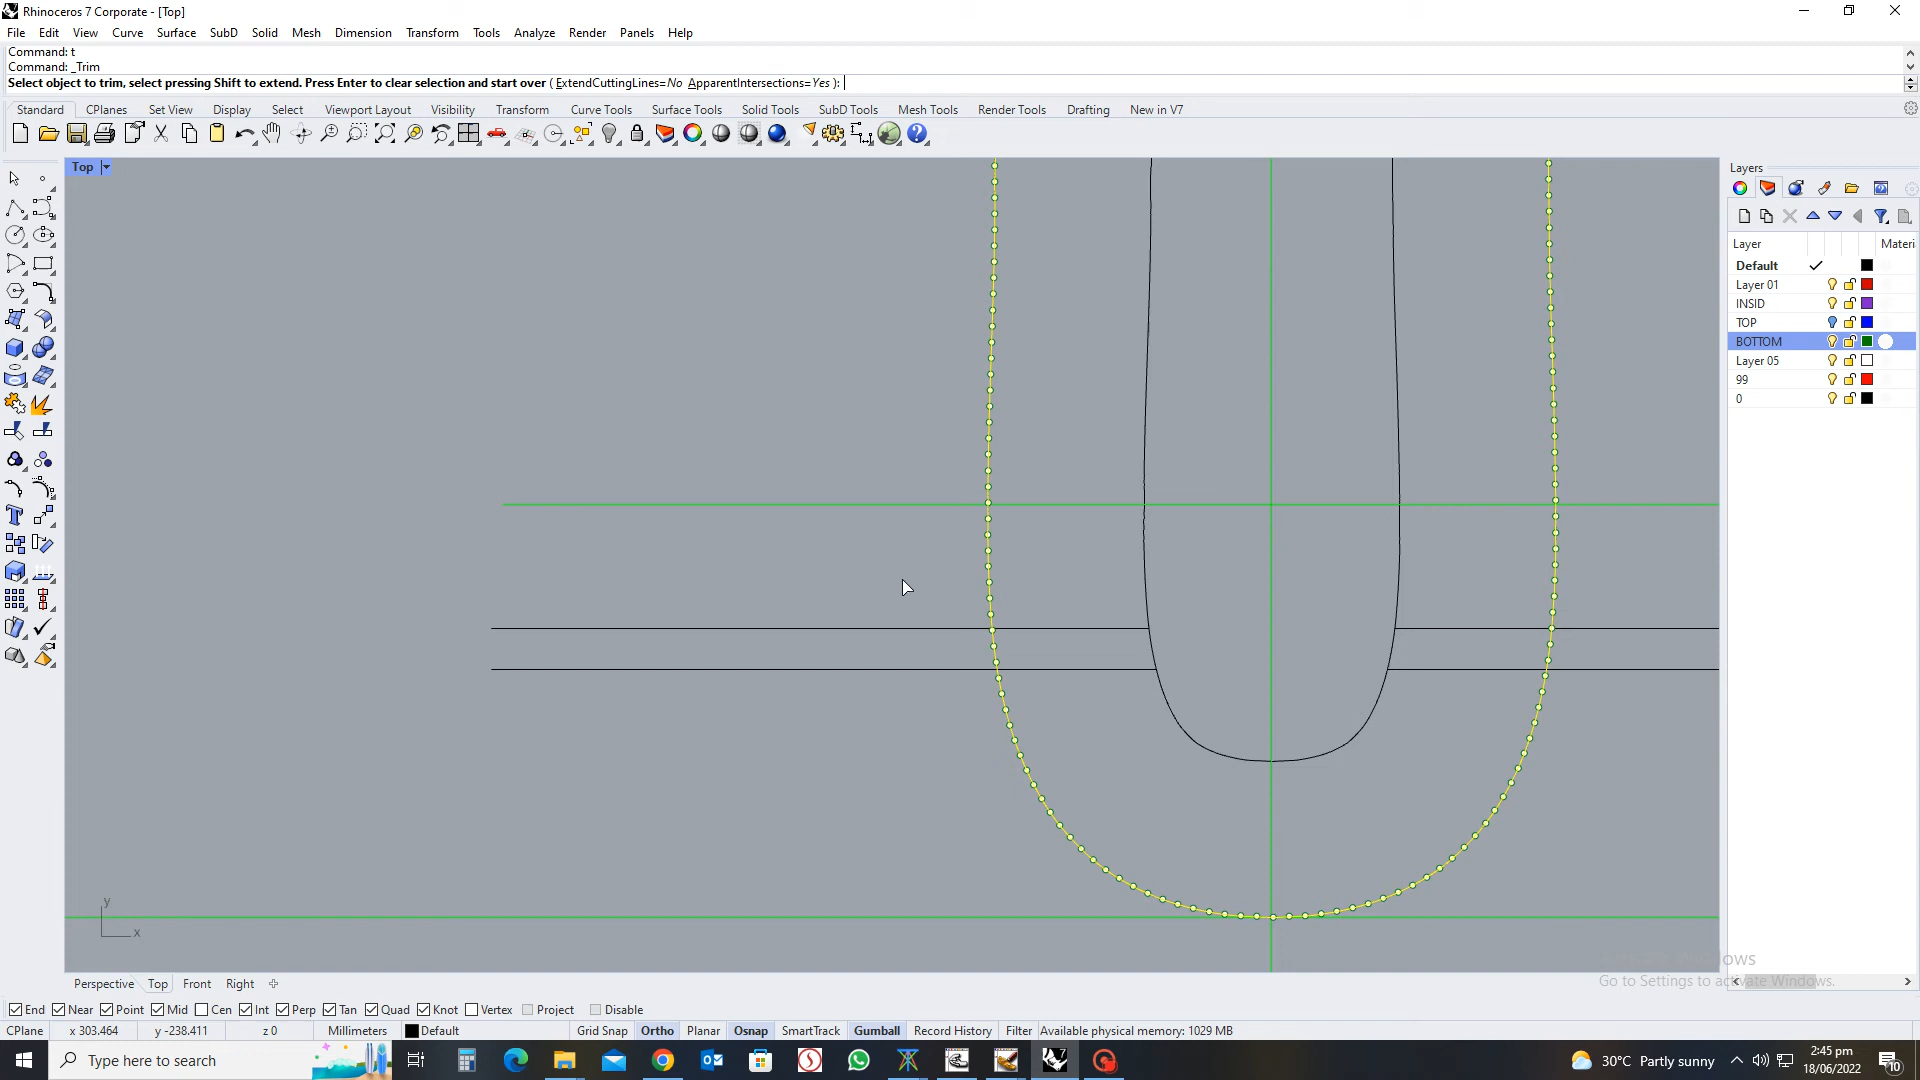 Rhinoceros 7 Corporate - [Top]
File Edit View Curve Surface SubD Solid Mesh Dimension Transform Tools Analyze Render Panels Help
Command: t
Command: _Trim
Select object to trim, select pressing Shift to extend. Press Enter to clear selection and start over ( ExtendCuttingLines=No ApparentIntersections=Yes ):
Standard CPlanes Set View Display Select Viewport Layout Visibility Transform Curve Tools Surface Tools Solid Tools SubD Tools Mesh Tools Render Tools Drafting New in V7
Top
Layers
Layer Materi
Default
Layer 01
INSID
TOP
BOTTOM
Layer 05
99
0
y
x
Go to Settings to activate Windows.
Perspective Top Front Right
End Near Point Mid Cen Int Perp Tan Quad Knot Vertex Project Disable
CPlane x 303.464 y -238.411 z 0 Millimeters Default Grid Snap Ortho Planar Osnap SmartTrack Gumball Record History Filter Available physical memory: 1029 MB
Type here to search
30°C Partly sunny
2:45 pm
18/06/2022
10